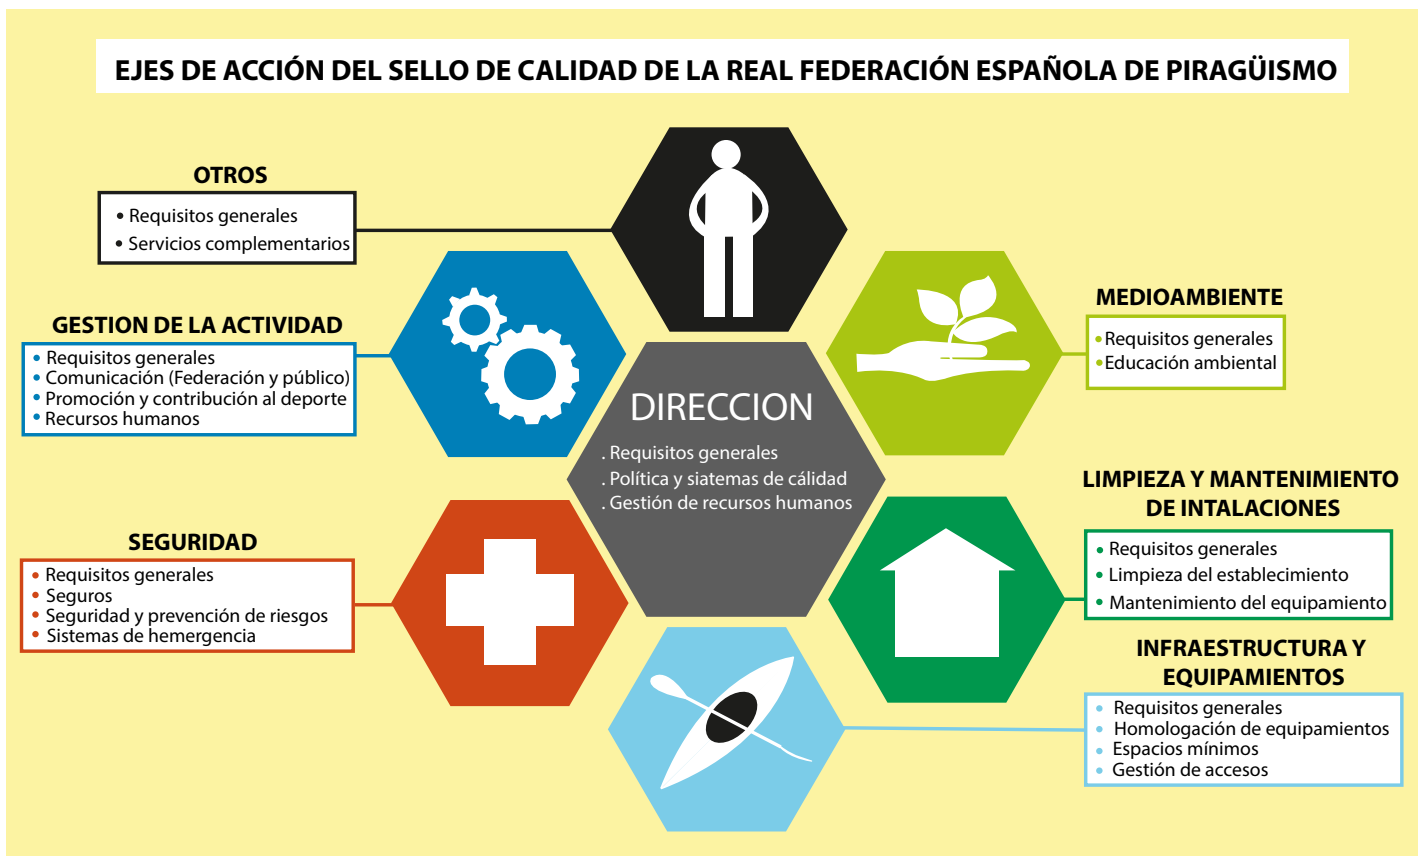 EJES DE ACCIÓN DEL SELLO DE CALIDAD DE LA REAL FEDERACIÓN ESPAÑOLA DE PIRAGÜISMO
OTROS
• Requisitos generales
• Servicios complementarios
GESTION DE LA ACTIVIDAD
• Requisitos generales
• Comunicación (Federación y público)
• Promoción y contribución al deporte
• Recursos humanos
SEGURIDAD
• Requisitos generales
• Seguros
• Seguridad y prevención de riesgos
• Sistemas de hemergencia
DIRECCION
. Requisitos generales
. Política y siatemas de cálidad
. Gestión de recursos humanos
MEDIOAMBIENTE
• Requisitos generales
• Educación ambiental
LIMPIEZA Y MANTENIMIENTO
DE INTALACIONES
• Requisitos generales
• Limpieza del establecimiento
• Mantenimiento del equipamiento
INFRAESTRUCTURA Y
EQUIPAMIENTOS
• Requisitos generales
• Homologación de equipamientos
• Espacios mínimos
• Gestión de accesos